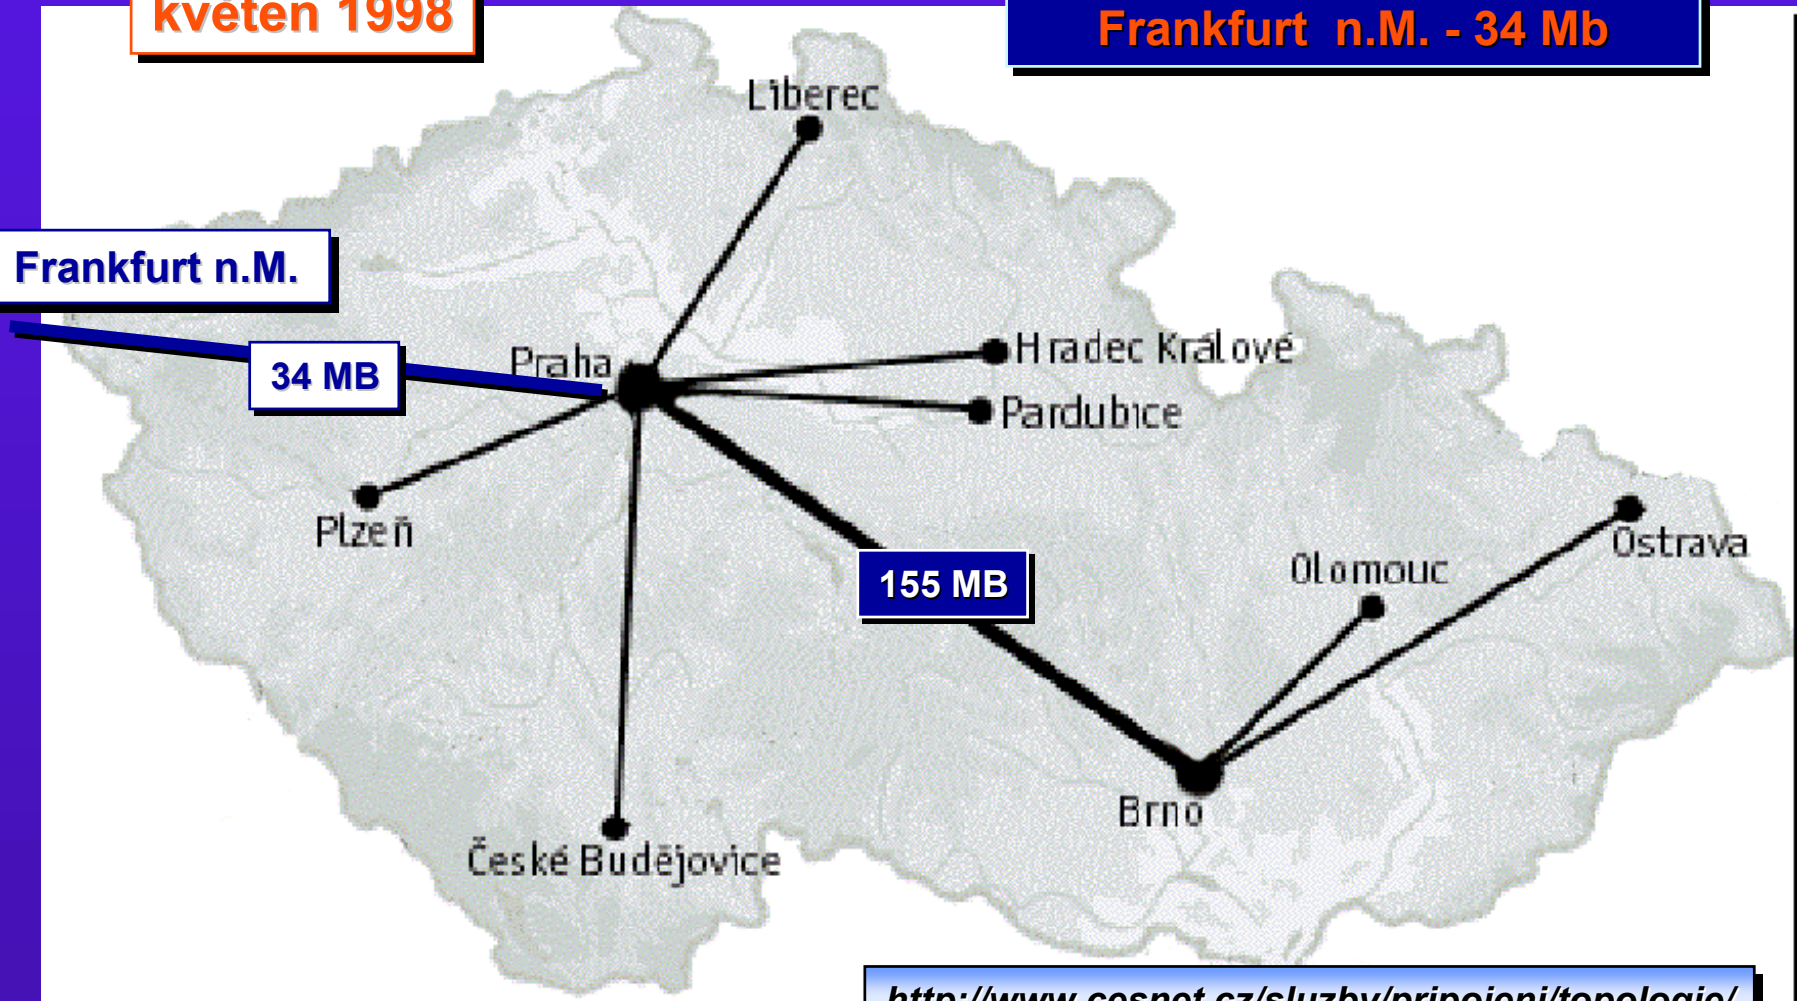 květen 1998
Frankfurt n.M. - 34 Mb
Liberec
Frankfurt n.M.
34 MB
Praha
Hradec Králové
Pardubice
Plzeň
155 MB
Olomouc
Ostrava
Brno
České Budějovice
http://www.cesnet.cz/sluzby/pripojeni/topologie/